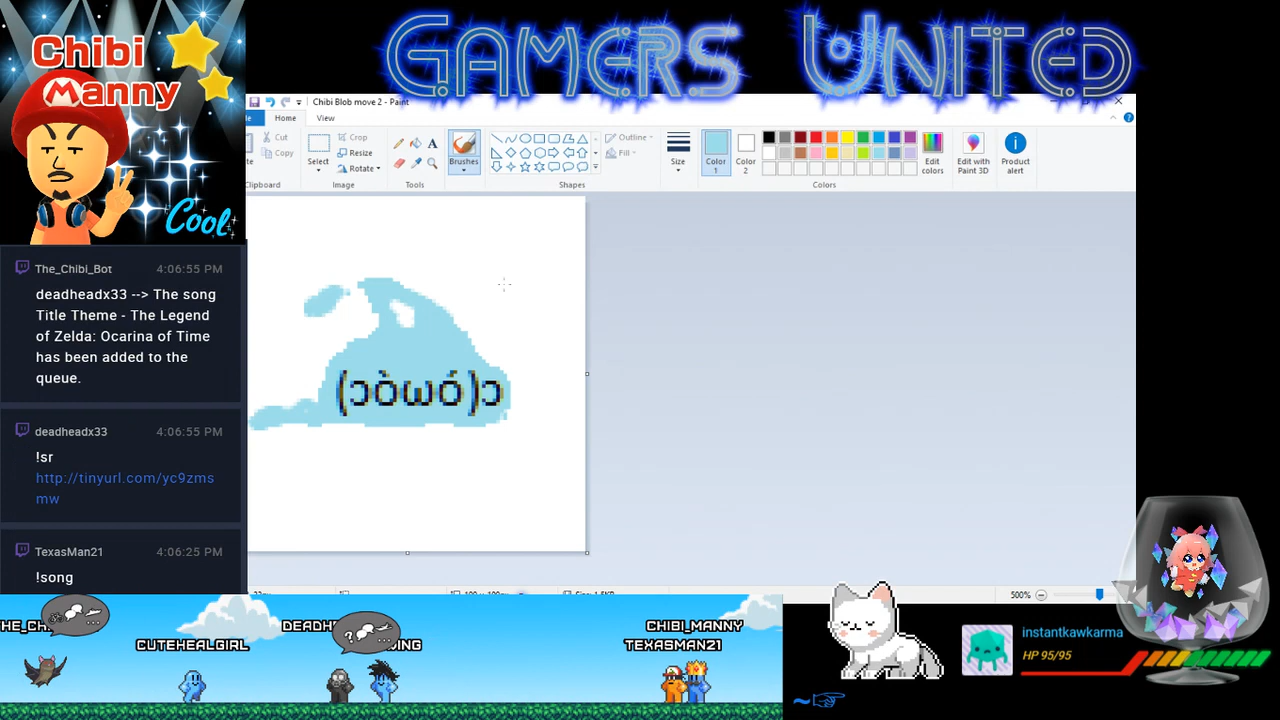 GAMERS UNITED
Chibi
Manny
Cool
Chibi Blob move 2 - Paint
Home
View
Cut
Copy
Clipboard
Select
Crop
Resize
Rotate
Image
Tools
Brushes
Outline
Fill
Shapes
Size
Color 1
Color 2
Edit colors
Edit with Paint 3D
Product alert
Colors
(ɔòωó)ɔ
500%
The_Chibi_Bot 4:06:55 PM
deadheadx33 --> The song
Title Theme - The Legend
of Zelda: Ocarina of Time
has been added to the
queue.
deadheadx33 4:06:55 PM
!sr
http://tinyurl.com/yc9zms
mw
TexasMan21 4:06:25 PM
!song
CUTEHEALGIRL
CHIBI_MANNY
TEXASMAN21
instantkawkarma
HP 95/95